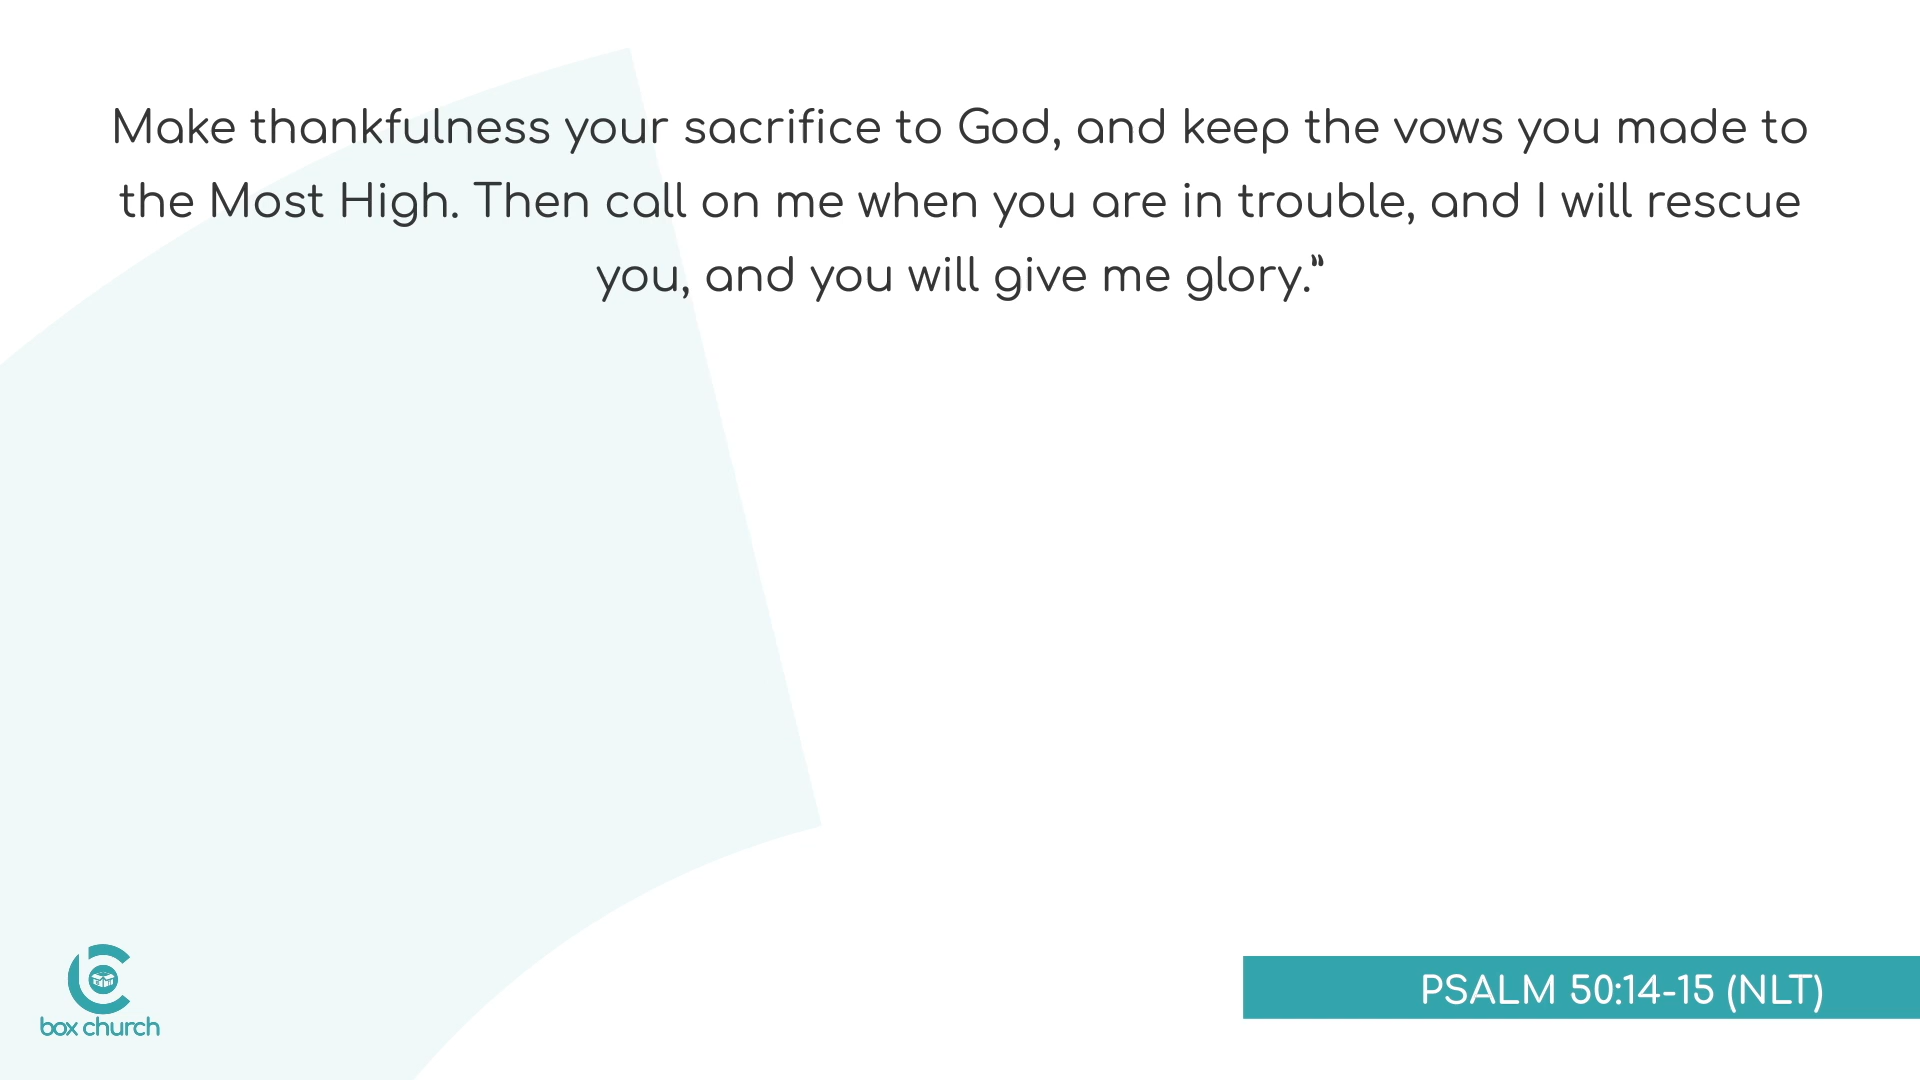 Make thankfulness your sacrifice to God, and keep the vows you made to
the Most High. Then call on me when you are in trouble, and I will rescue
you, and you will give me glory.”
box church
PSALM 50:14-15 (NLT)